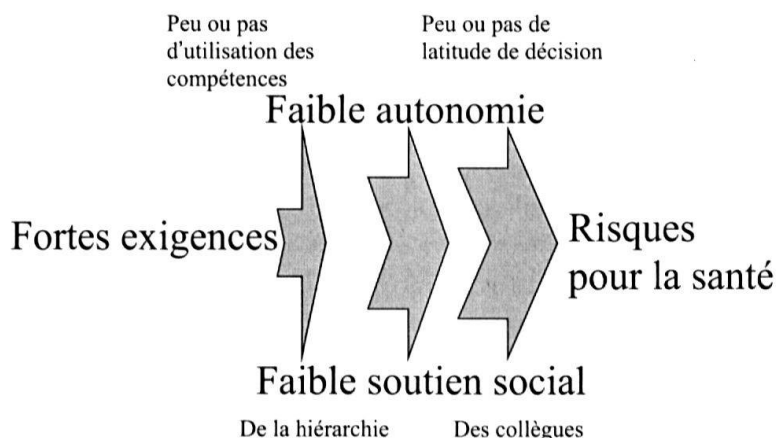 Peu ou pas
d'utilisation des
compétences
Peu ou pas de
latitude de décision
Faible autonomie
Fortes exigences
Risques
pour la santé
Faible soutien social
De la hiérarchie
Des collègues